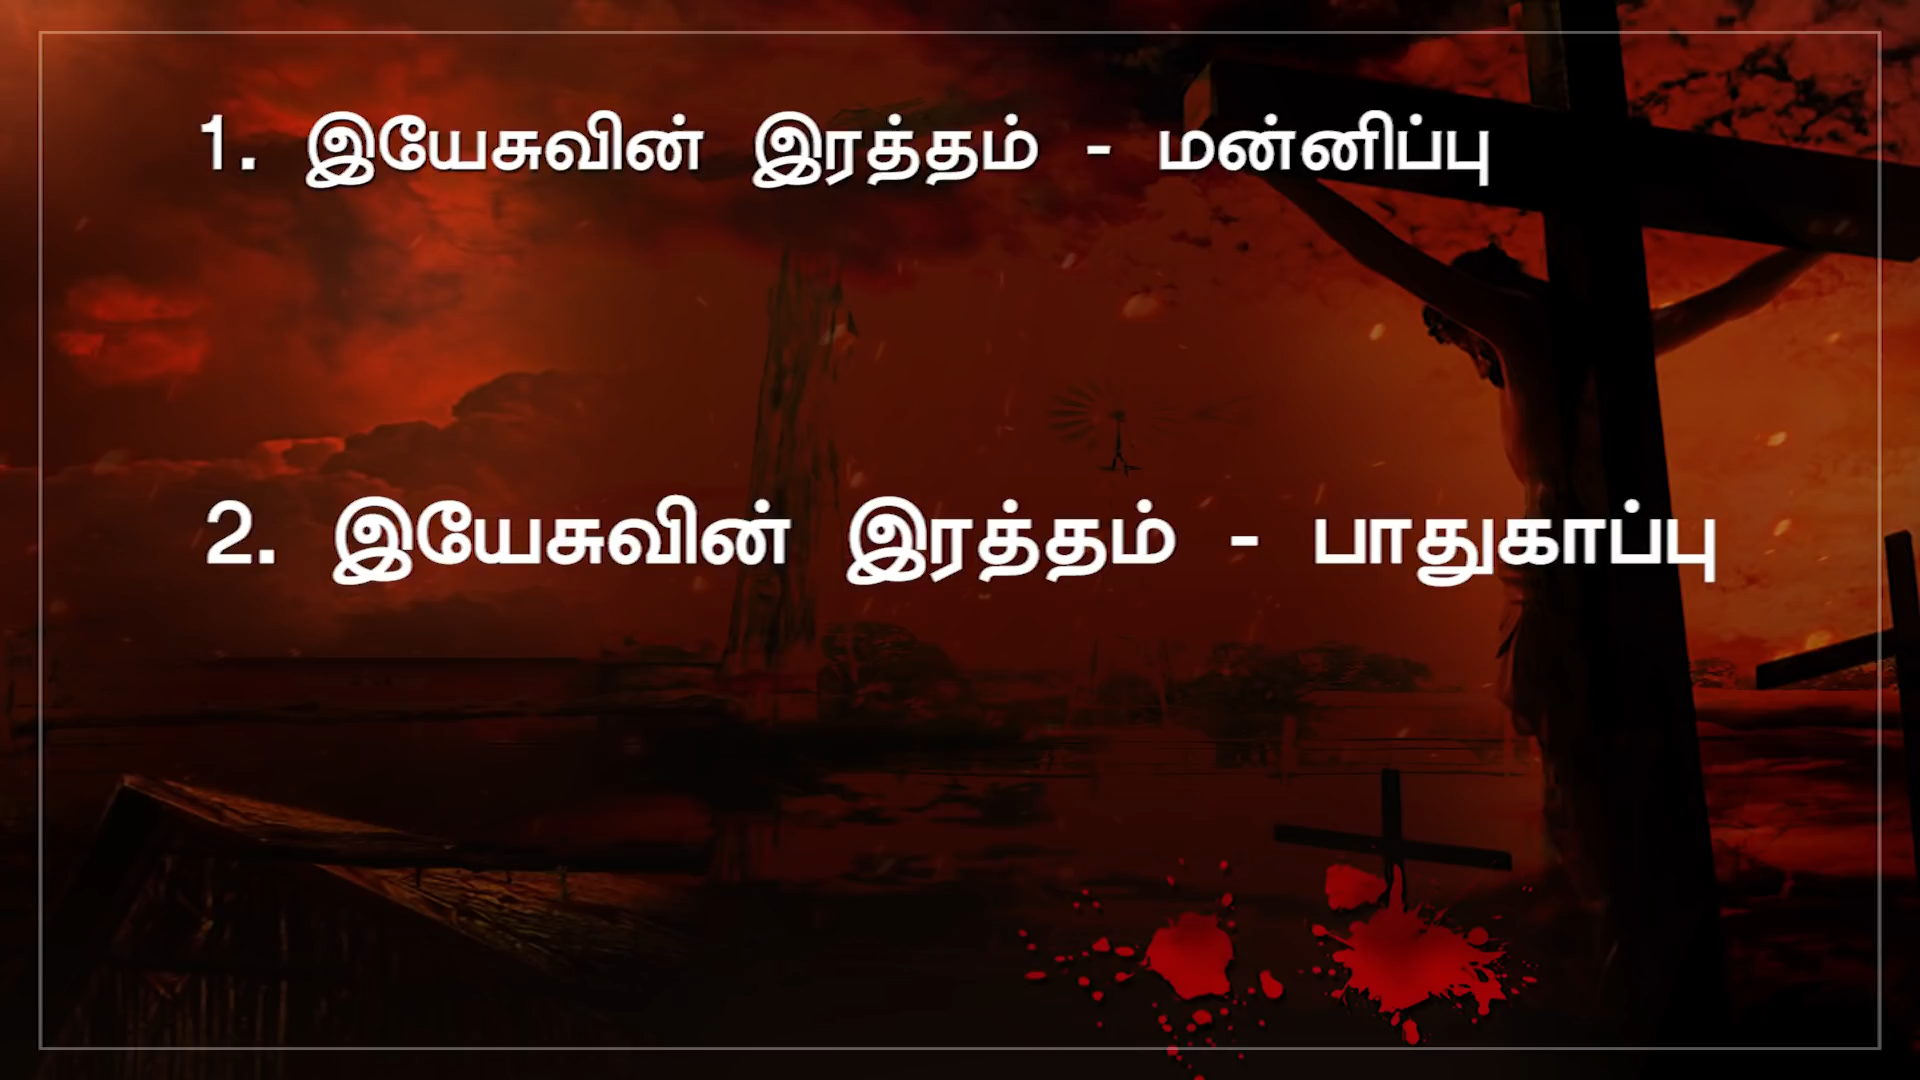 1. இயேசுவின் இரத்தம் - மன்னிப்பு
2. இயேசுவின் இரத்தம் - பாதுகாப்பு